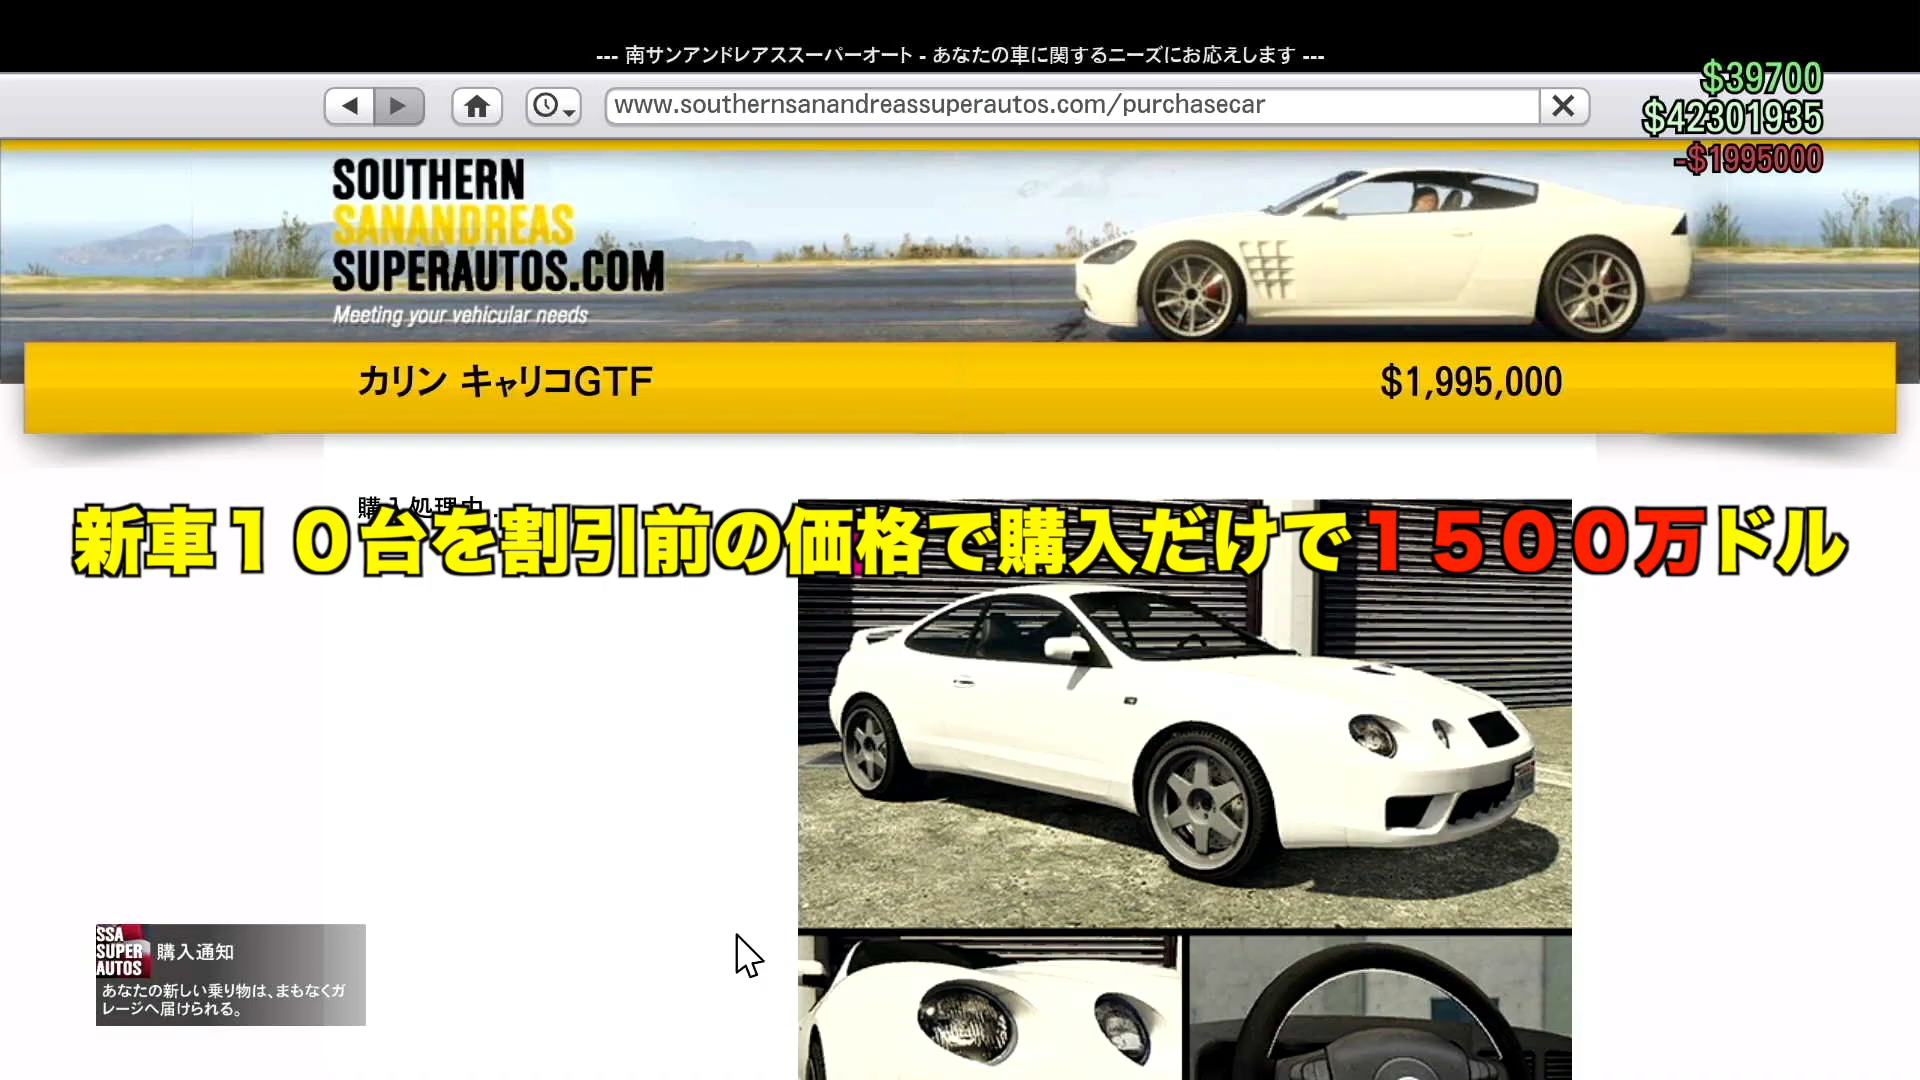 --- 南サンアンドレアススーパーオート - あなたの車に関するニーズにお応えします ---
www.southernsanandreassuperautos.com/purchasecar
$39700
$42301935
-$1995000
SOUTHERN
SANANDREAS
SUPERAUTOS.COM
Meeting your vehicular needs
カリン キャリコGTF
$1,995,000
購入処理中..
新車１０台を割引前の価格で購入だけで１５００万ドル
SSA
SUPER
AUTOS
購入通知
あなたの新しい乗り物は、まもなくガ
レージへ届けられる。